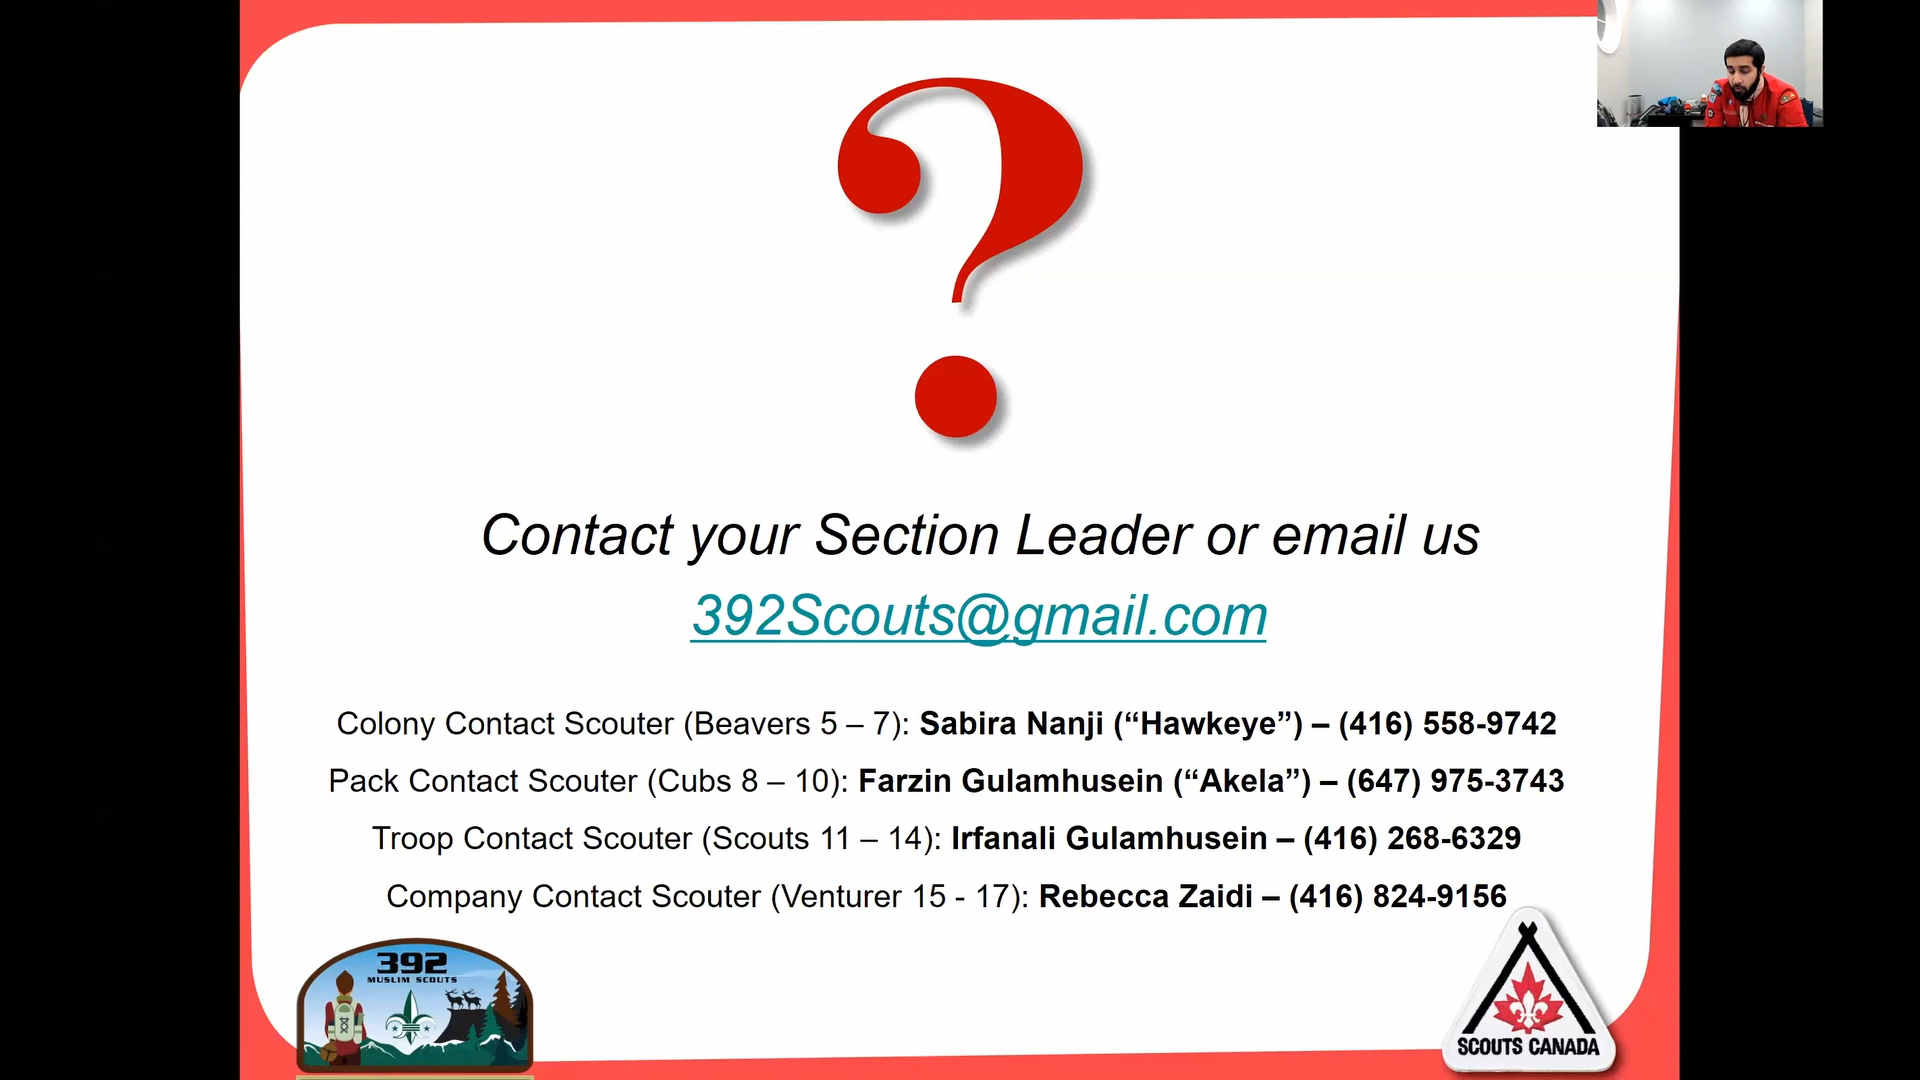 ?
Contact your Section Leader or email us
392Scouts@gmail.com
Colony Contact Scouter (Beavers 5 – 7): Sabira Nanji (“Hawkeye”) – (416) 558-9742
Pack Contact Scouter (Cubs 8 – 10): Farzin Gulamhusein (“Akela”) – (647) 975-3743
Troop Contact Scouter (Scouts 11 – 14): Irfanali Gulamhusein – (416) 268-6329
Company Contact Scouter (Venturer 15 - 17): Rebecca Zaidi – (416) 824-9156
392
MUSLIM SCOUTS
SCOUTS CANADA